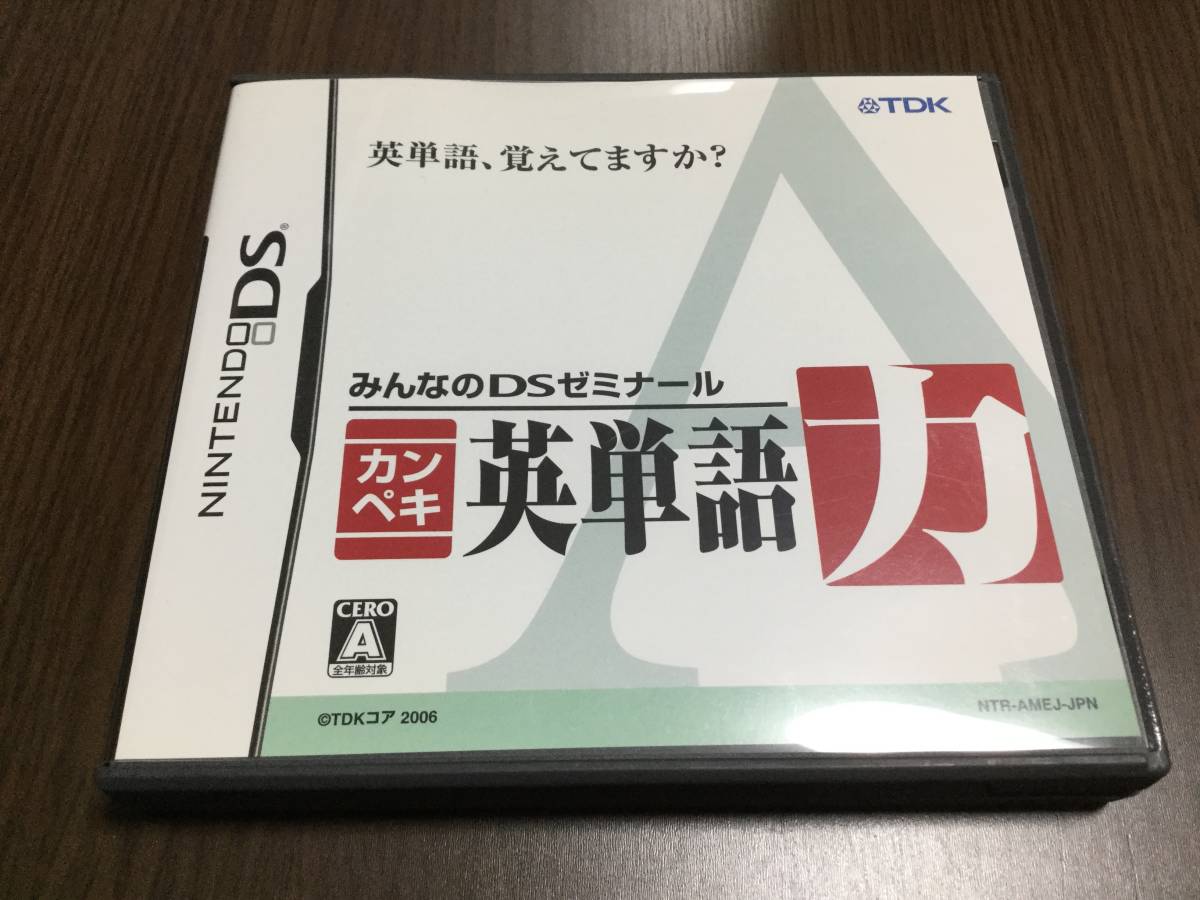 NINTENDO DS®
TDK
英単語、覚えてますか?
みんなのDSゼミナール
カン
ペキ
英単語力
CERO
A
全年齢対象
©TDKコア 2006
NTR-AMEJ-JPN